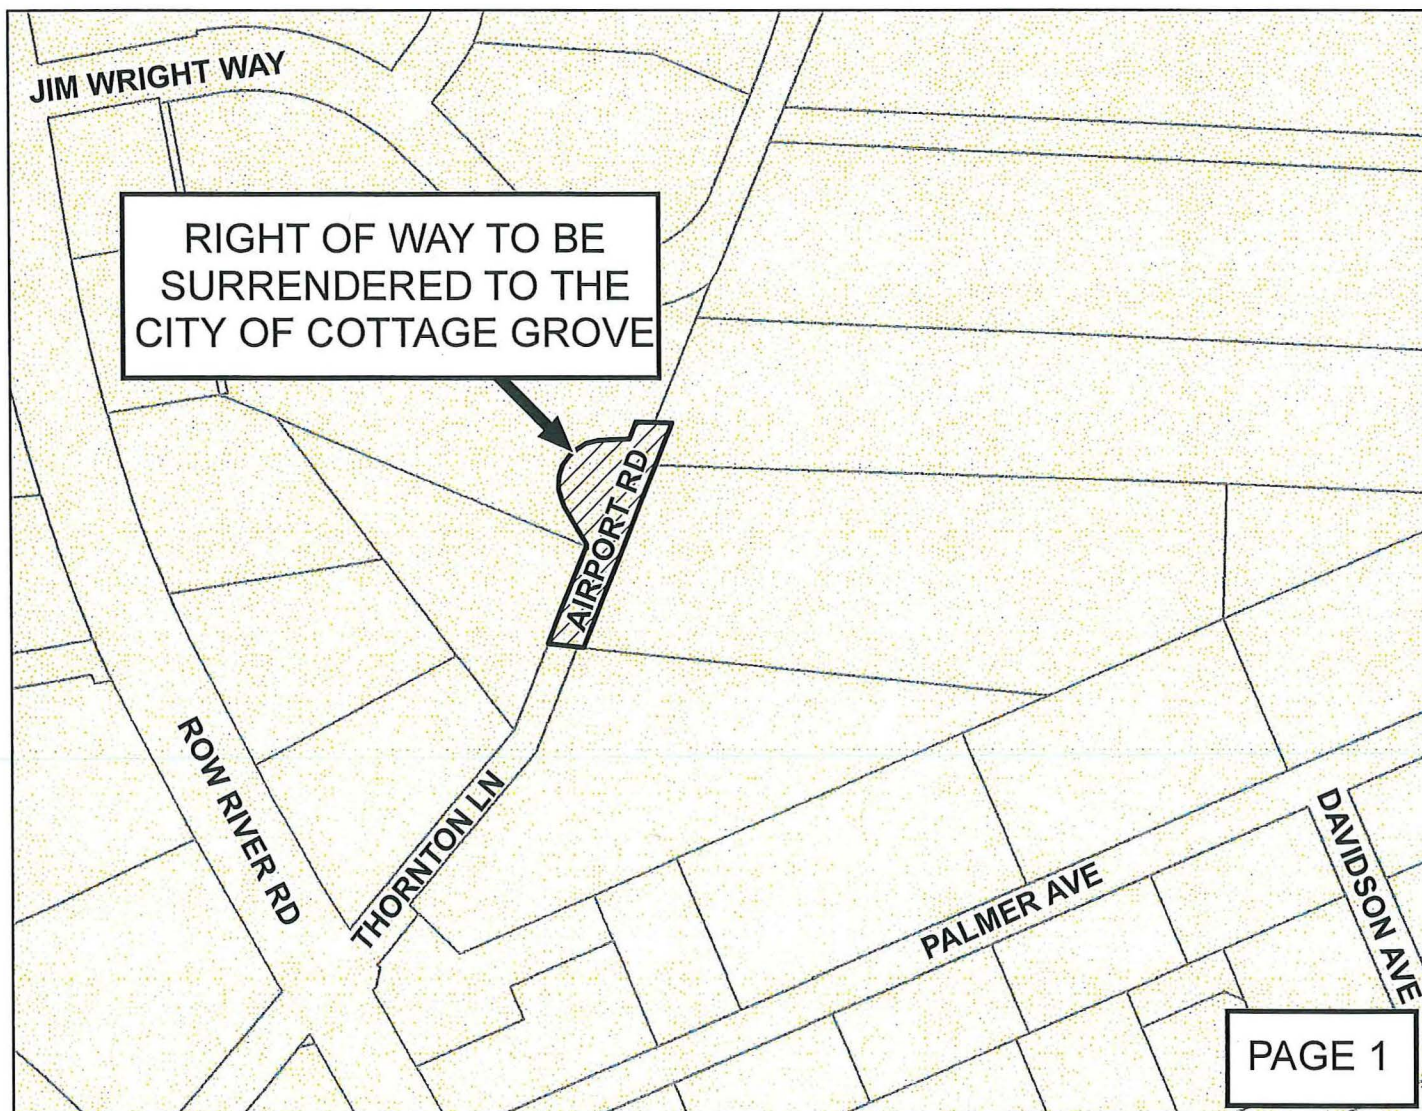 JIM WRIGHT WAY
RIGHT OF WAY TO BE
SURRENDERED TO THE
CITY OF COTTAGE GROVE
AIRPORT RD
ROW RIVER RD
THORNTON LN
PALMER AVE
DAVIDSON AVE
PAGE 1